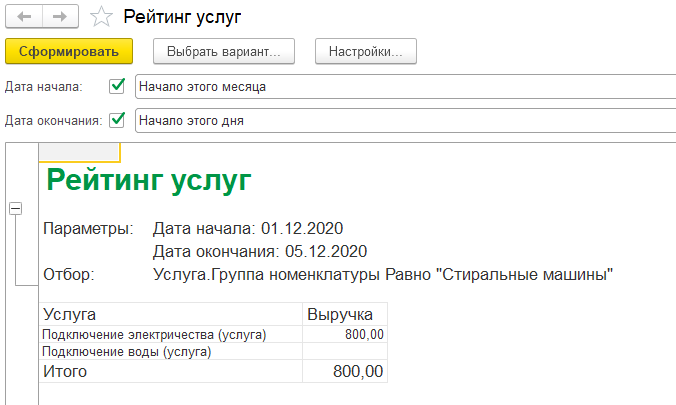 Рейтинг услуг
Сформировать Выбрать вариант... Настройки...
Дата начала: Начало этого месяца
Дата окончания: Начало этого дня
Рейтинг услуг
Параметры: Дата начала: 01.12.2020
Дата окончания: 05.12.2020
Отбор: Услуга.Группа номенклатуры Равно "Стиральные машины"
Услуга Выручка
Подключение электричества (услуга) 800,00
Подключение воды (услуга)
Итого 800,00